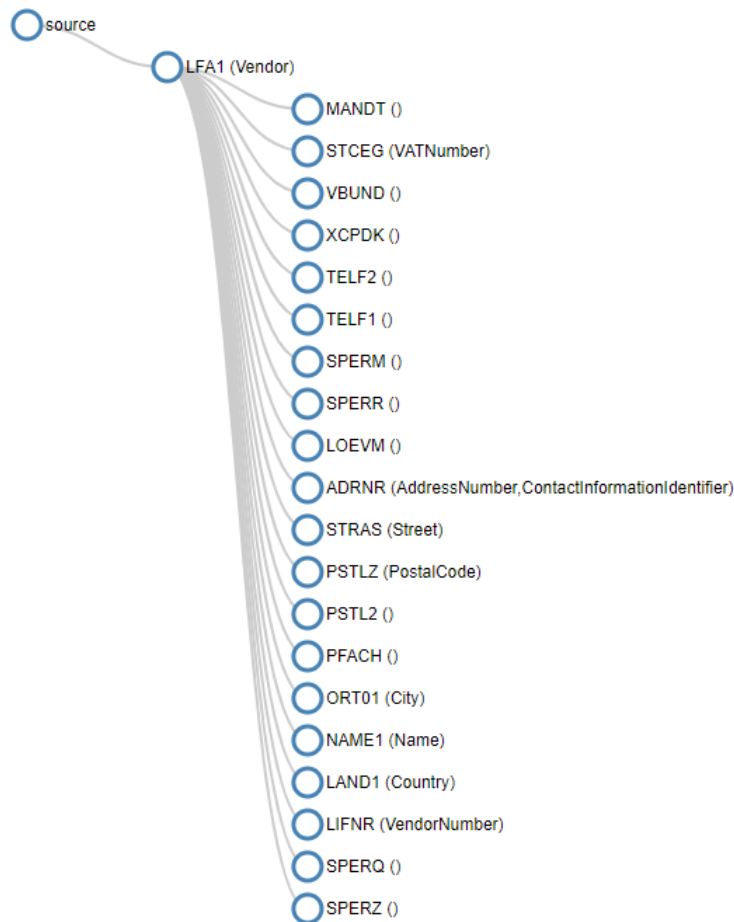 source
LFA1 (Vendor)
MANDT ()
STCEG (VATNumber)
VBUND ()
XCPDK ()
TELF2 ()
TELF1 ()
SPERM ()
SPERR ()
LOEVM ()
ADRNR (AddressNumber,ContactInformationIdentifier)
STRAS (Street)
PSTLZ (PostalCode)
PSTL2 ()
PFACH ()
ORT01 (City)
NAME1 (Name)
LAND1 (Country)
LIFNR (VendorNumber)
SPERQ ()
SPERZ ()